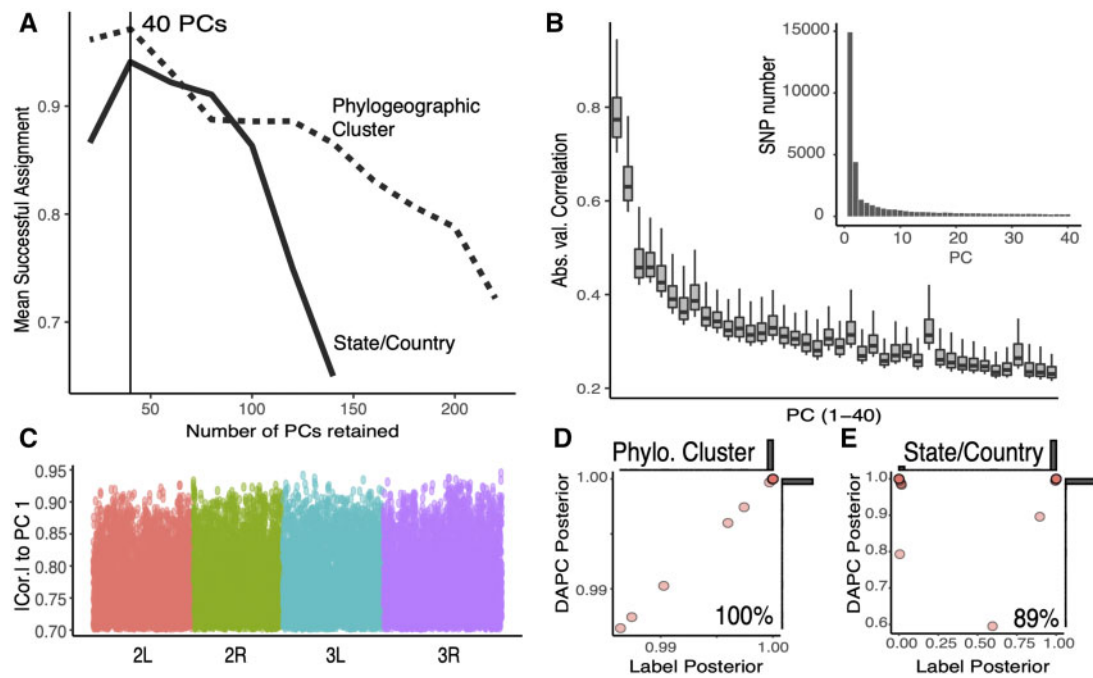 A
40 PCs
Mean Successful Assignment
0.9
0.8
0.7
Phylogeographic
Cluster
State/Country
50
100
150
200
Number of PCs retained
B
Abs. val. Correlation
0.8
0.6
0.4
0.2
PC (1–40)
SNP number
15000
10000
5000
0
0
10
20
30
40
PC
C
|Cor.| to PC 1
0.95
0.90
0.85
0.80
0.75
0.70
2L
2R
3L
3R
D
Phylo. Cluster
DAPC Posterior
1.00
0.99
100%
0.99
1.00
Label Posterior
E
State/Country
DAPC Posterior
1.0
0.9
0.8
0.7
0.6
89%
0.00
0.25
0.50
0.75
1.00
Label Posterior